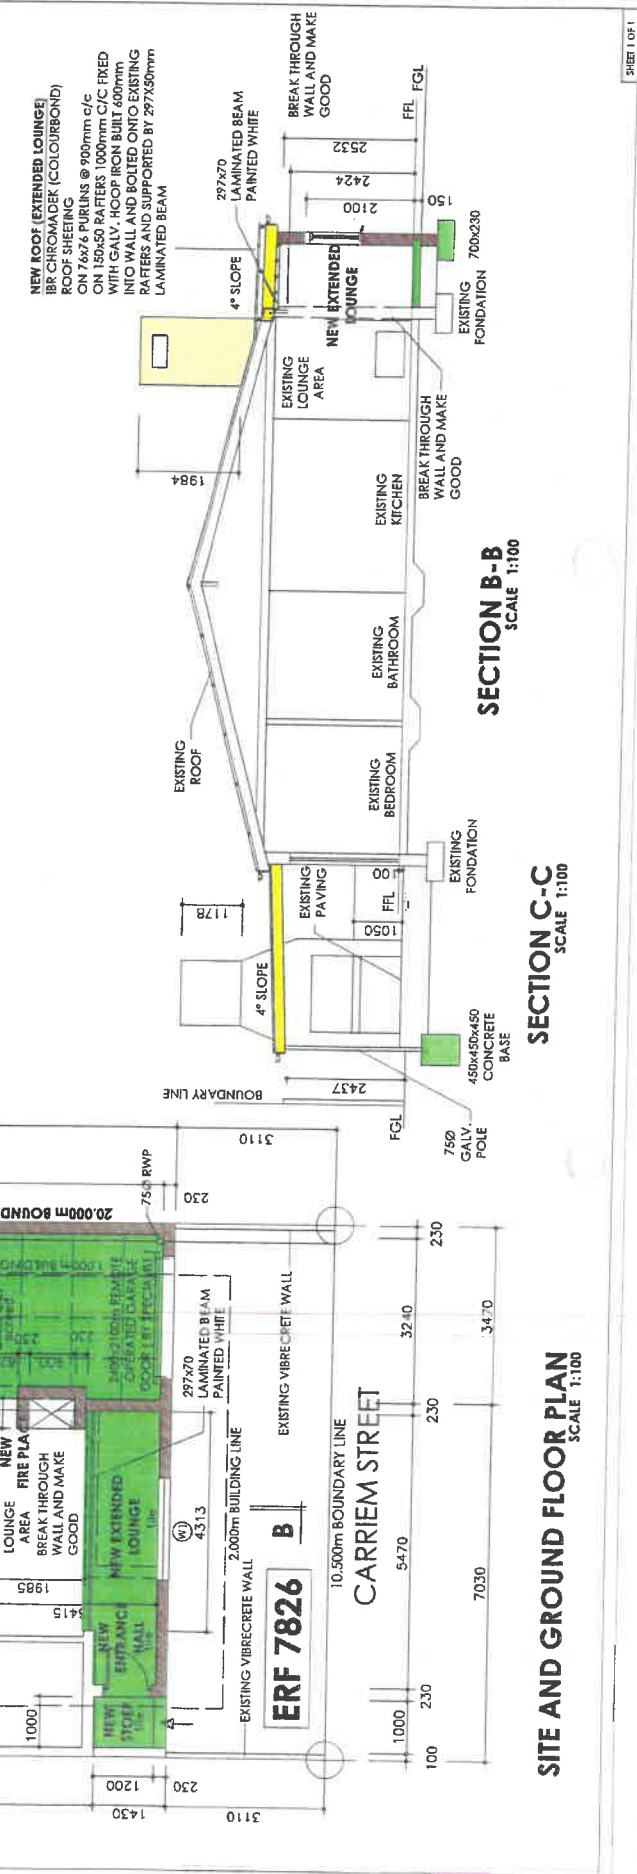 NEW ROOF (EXTENDED LOUNGE)
IBR CHROMADEK (COLOURBOND)
ROOF SHEETING
ON 76x76 PURLINS @ 900mm c/c
ON 150x50 RAFTERS 1000mm C/C FIXED
WITH GALV. HOOP IRON BUILT 600mm
INTO WALL AND BOLTED ONTO EXISTING
RAFTERS AND SUPPORTED BY 297X50mm
LAMINATED BEAM
297x70
LAMINATED BEAM
PAINTED WHITE
BREAK THROUGH
WALL AND MAKE
GOOD
4° SLOPE
1984
EXISTING
ROOF
EXISTING
LOUNGE
AREA
NEW EXTENDED
LOUNGE
2100
2424
2532
FFL
FGL
150
700x230
EXISTING
FONDATION
BREAK THROUGH
WALL AND MAKE
GOOD
EXISTING
KITCHEN
EXISTING
BATHROOM
EXISTING
BEDROOM
SECTION B-B
SCALE 1:100
1178
4° SLOPE
EXISTING
PAVING
1050
FFL
100
EXISTING
FONDATION
BOUNDARY LINE
2437
FGL
75Ø
GALV.
POLE
450x450x450
CONCRETE
BASE
SECTION C-C
SCALE 1:100
20.000m BOUND
75Ø RWP
3110
230
OPERATED GARAGE
DOOR
297x70
LAMINATED BEAM
PAINTED WHITE
NEW
FIRE PLA
LOUNGE
AREA
BREAK THROUGH
WALL AND MAKE
GOOD
1985
3415
1000
NEW EXTENDED
LOUNGE
tile
NEW
ENTRANCE
HALL
tile
NEW
STOEP
tile
W1
4313
2.000m BUILDING LINE
EXISTING VIBRECRETE WALL
EXISTING VIBRECRETE WALL
ERF 7826
B
10.500m BOUNDARY LINE
CARRIEM STREET
1200
230
1430
3110
100
1000
230
5470
230
3240
230
7030
3470
SITE AND GROUND FLOOR PLAN
SCALE 1:100
SHEET 1 OF 1